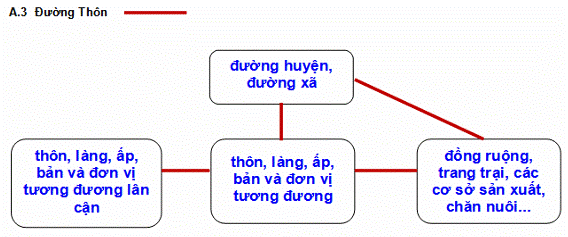 A.3 Đường Thôn
đường huyện,
đường xã
thôn, làng, ấp,
bản và đơn vị
tương đương lân
cận
thôn, làng, ấp,
bản và đơn vị
tương đương
đồng ruộng,
trang trại, các
cơ sở sản xuất,
chăn nuôi...